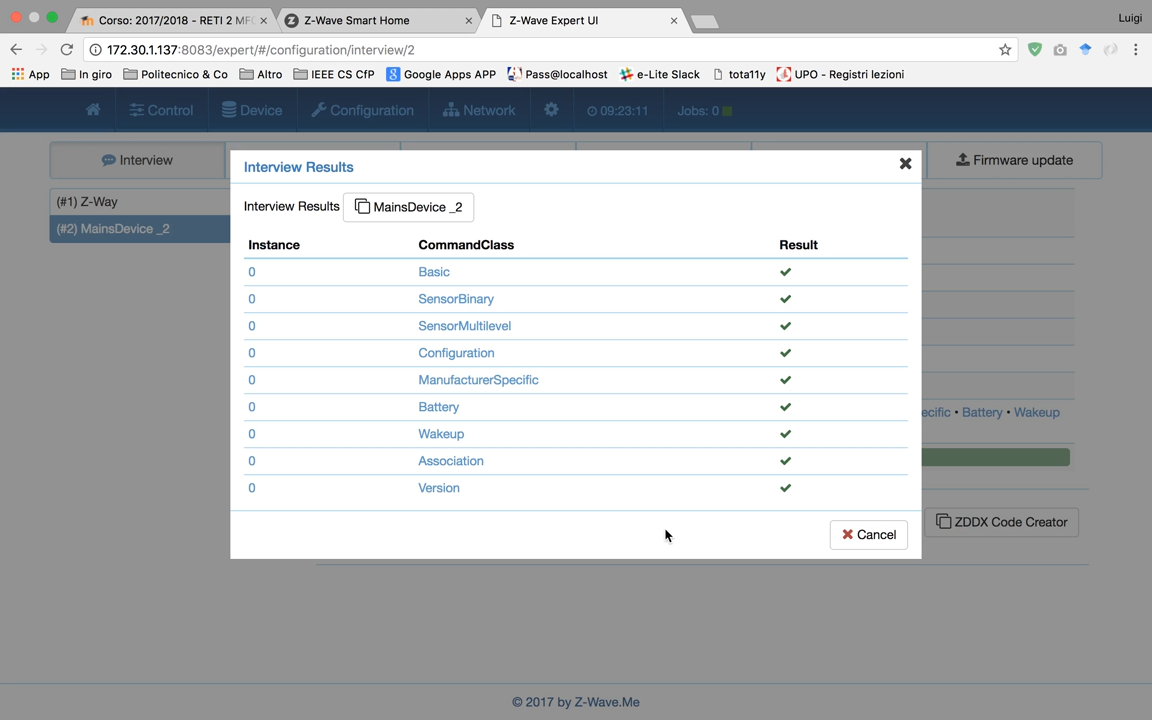 Corso: 2017/2018 - RETI 2 MFC
Z-Wave Smart Home
Z-Wave Expert UI
Luigi
172.30.1.137:8083/expert/#/configuration/interview/2
App
In giro
Politecnico & Co
Altro
IEEE CS CfP
Google Apps APP
Pass@localhost
e-Lite Slack
tota11y
UPO - Registri lezioni
Control
Device
Configuration
Network
09:23:11
Jobs: 0
Interview
Firmware update
(#1) Z-Way
(#2) MainsDevice _2
Interview Results
Interview Results MainsDevice _2
Instance CommandClass Result
0 Basic
0 SensorBinary
0 SensorMultilevel
0 Configuration
0 ManufacturerSpecific
0 Battery
0 Wakeup
0 Association
0 Version
ecific • Battery • Wakeup
ZDDX Code Creator
Cancel
© 2017 by Z-Wave.Me